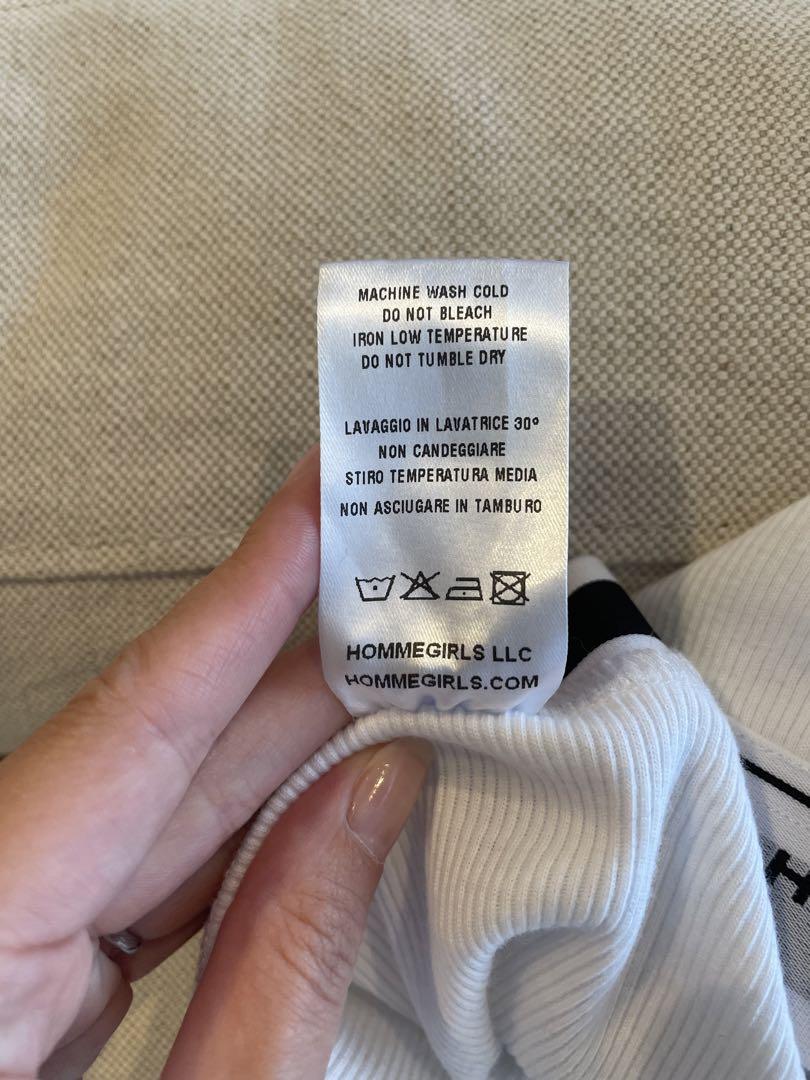 MACHINE WASH COLD
DO NOT BLEACH
IRON LOW TEMPERATURE
DO NOT TUMBLE DRY
LAVAGGIO IN LAVATRICE 30°
NON CANDEGGIARE
STIRO TEMPERATURA MEDIA
NON ASCIUGARE IN TAMBURO
HOMMEGIRLS LLC
HOMMEGIRLS.COM
H